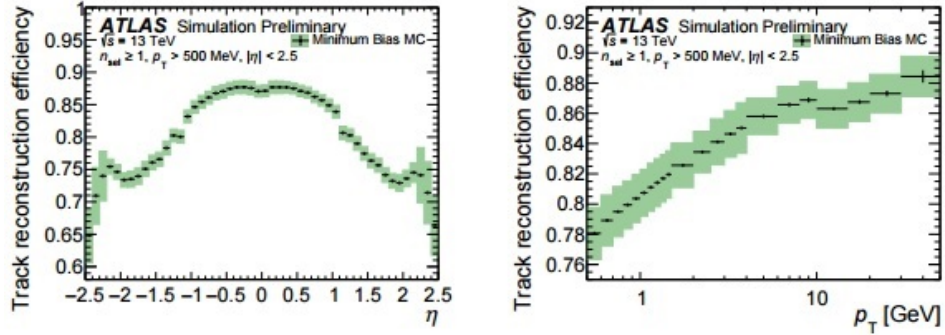 ATLAS Simulation Preliminary
√s = 13 TeV
Minimum Bias MC
n_sel ≥ 1, p_T > 500 MeV, |η| < 2.5
Track reconstruction efficiency
1
0.95
0.9
0.85
0.8
0.75
0.7
0.65
0.6
−2.5 −2 −1.5 −1 −0.5 0 0.5 1 1.5 2 2.5
η
ATLAS Simulation Preliminary
√s = 13 TeV
Minimum Bias MC
n_sel ≥ 1, p_T > 500 MeV, |η| < 2.5
Track reconstruction efficiency
0.92
0.9
0.88
0.86
0.84
0.82
0.8
0.78
0.76
1 10
p_T [GeV]